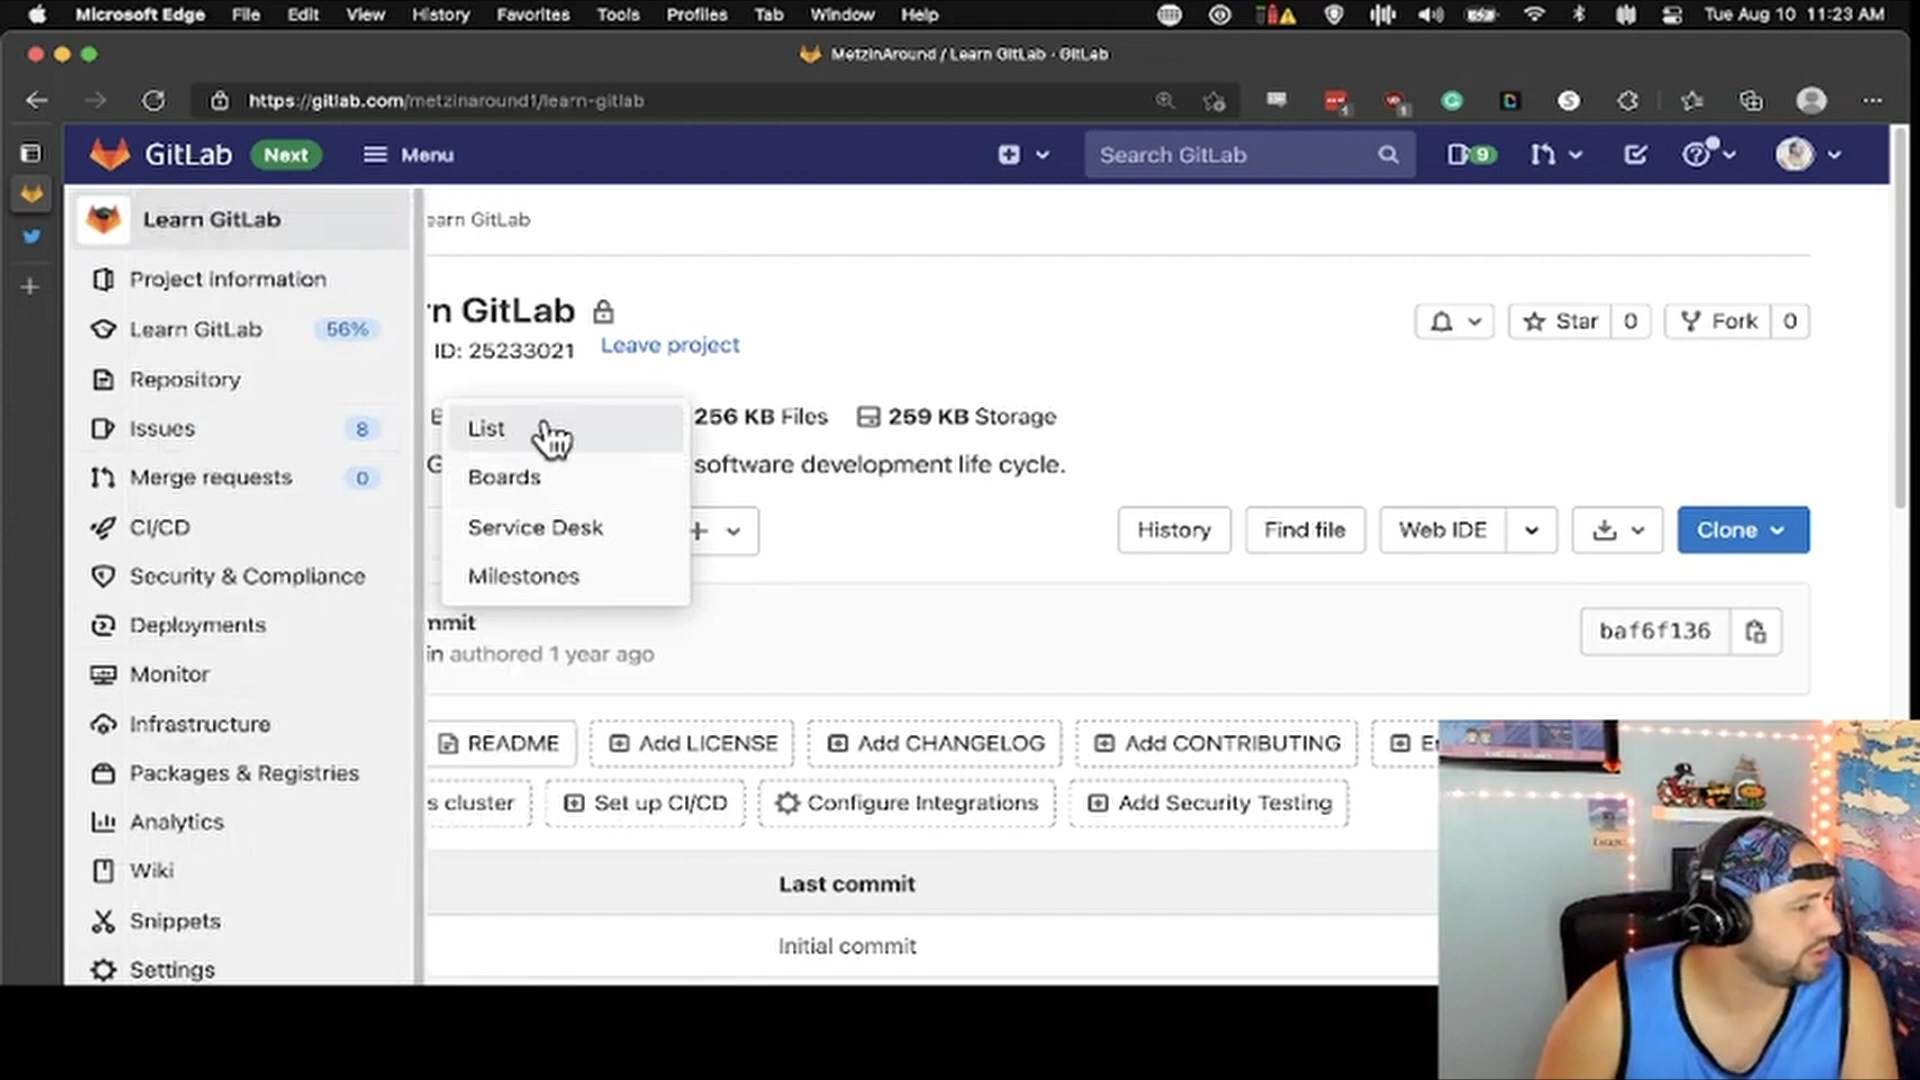 Microsoft Edge File Edit View History Favorites Tools Profiles Tab Window Help Tue Aug 10 11:23 AM
MetzInAround / Learn GitLab · GitLab
https://gitlab.com/metzinaround1/learn-gitlab
GitLab Next Menu Search GitLab 9
Learn GitLab
earn GitLab
Project information
Learn GitLab 56%
Repository
Issues 8
Merge requests 0
CI/CD
Security & Compliance
Deployments
Monitor
Infrastructure
Packages & Registries
Analytics
Wiki
Snippets
Settings
rn GitLab
ID: 25233021 Leave project
Star 0 Fork 0
256 KB Files 259 KB Storage
software development life cycle.
List
Boards
Service Desk
Milestones
History Find file Web IDE Clone
mmit
in authored 1 year ago
baf6f136
README Add LICENSE Add CHANGELOG Add CONTRIBUTING
s cluster Set up CI/CD Configure Integrations Add Security Testing
Last commit
Initial commit